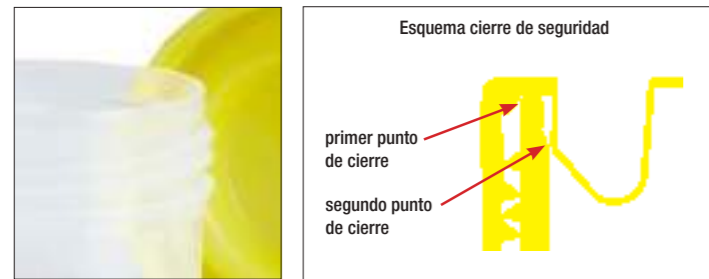 Esquema cierre de seguridad
primer punto
de cierre
segundo punto
de cierre